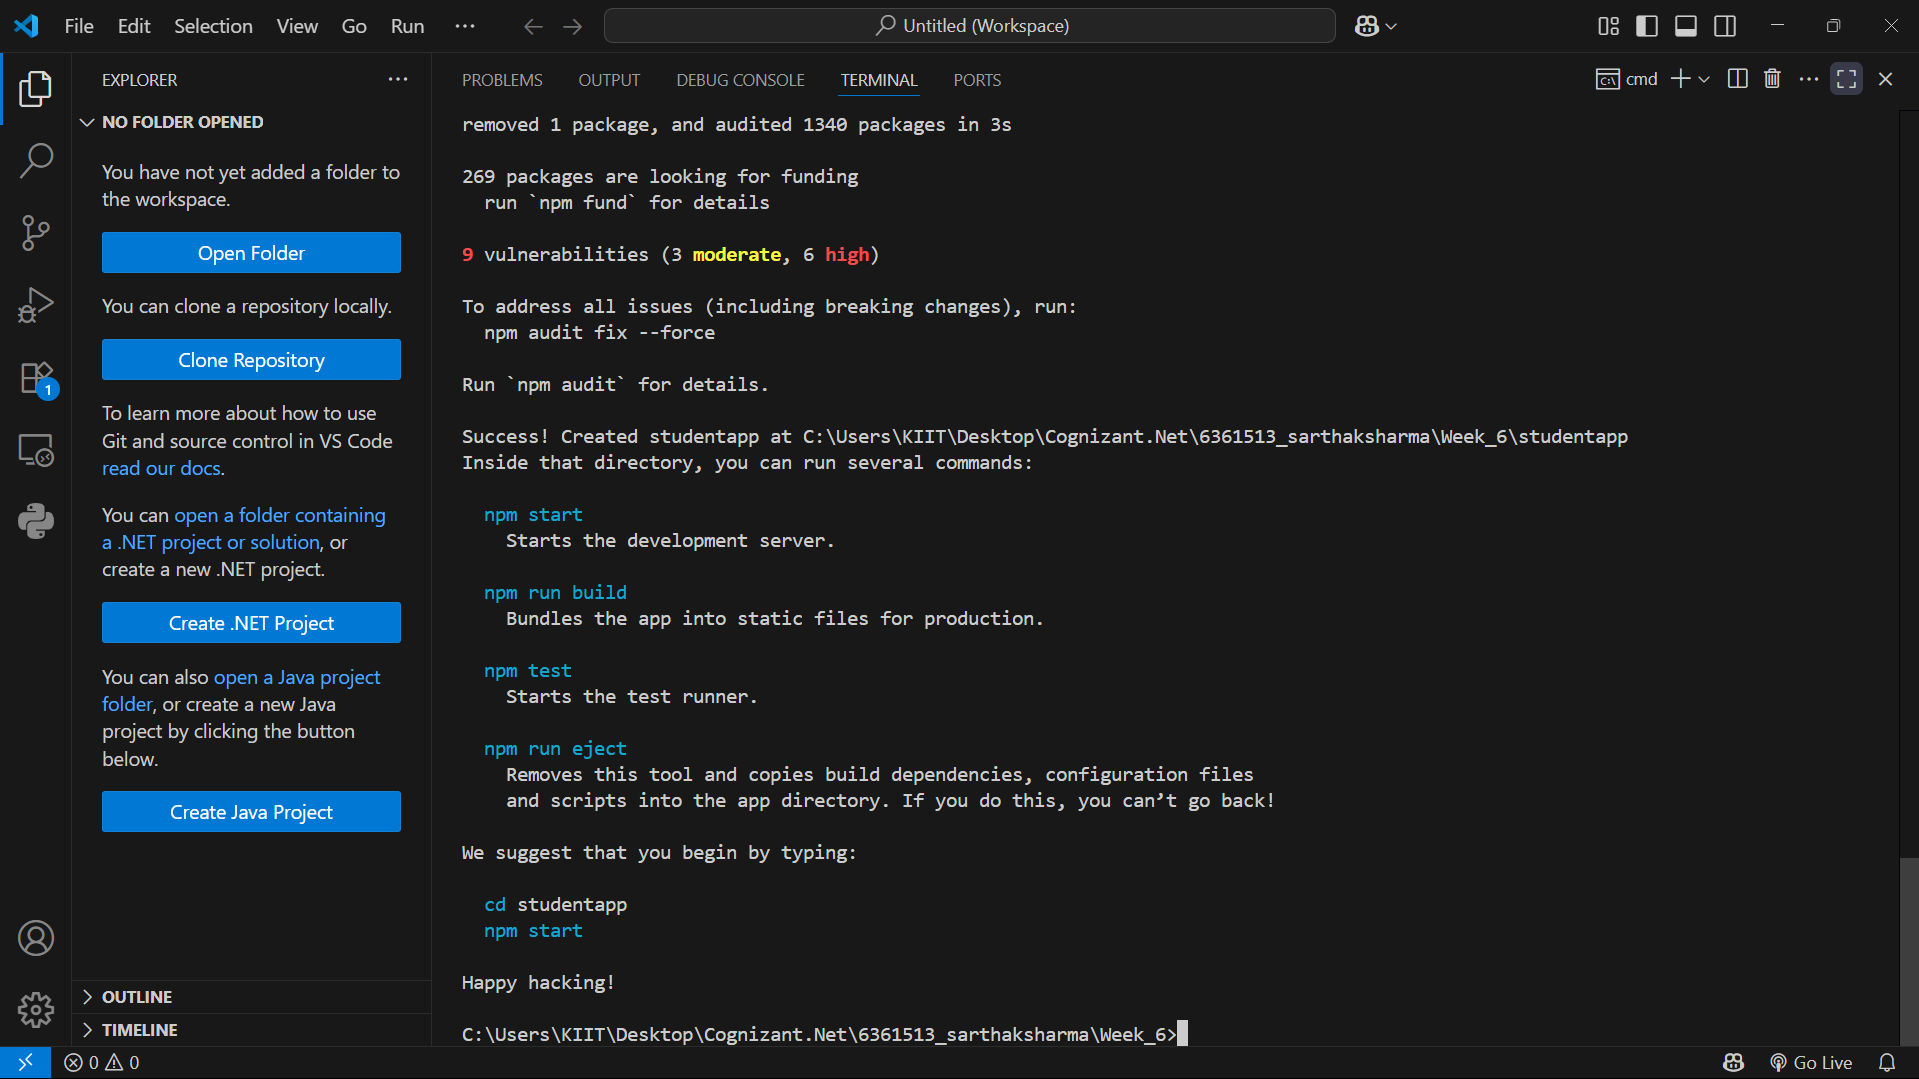 File Edit Selection View Go Run ··· Untitled (Workspace)
EXPLORER ···
NO FOLDER OPENED
You have not yet added a folder to
the workspace.
Open Folder
You can clone a repository locally.
Clone Repository
To learn more about how to use
Git and source control in VS Code
read our docs.
You can open a folder containing
a .NET project or solution, or
create a new .NET project.
Create .NET Project
You can also open a Java project
folder, or create a new Java
project by clicking the button
below.
Create Java Project
OUTLINE
TIMELINE
1
PROBLEMS OUTPUT DEBUG CONSOLE TERMINAL PORTS cmd
removed 1 package, and audited 1340 packages in 3s
269 packages are looking for funding
run `npm fund` for details
9 vulnerabilities (3 moderate, 6 high)
To address all issues (including breaking changes), run:
npm audit fix --force
Run `npm audit` for details.
Success! Created studentapp at C:\Users\KIIT\Desktop\Cognizant.Net\6361513_sarthaksharma\Week_6\studentapp
Inside that directory, you can run several commands:
npm start
Starts the development server.
npm run build
Bundles the app into static files for production.
npm test
Starts the test runner.
npm run eject
Removes this tool and copies build dependencies, configuration files
and scripts into the app directory. If you do this, you can’t go back!
We suggest that you begin by typing:
cd studentapp
npm start
Happy hacking!
C:\Users\KIIT\Desktop\Cognizant.Net\6361513_sarthaksharma\Week_6>
0 0 Go Live